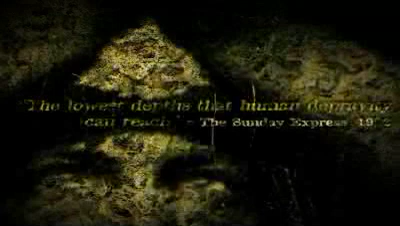 "The lowest depths that human depravity
can reach" - The Sunday Express